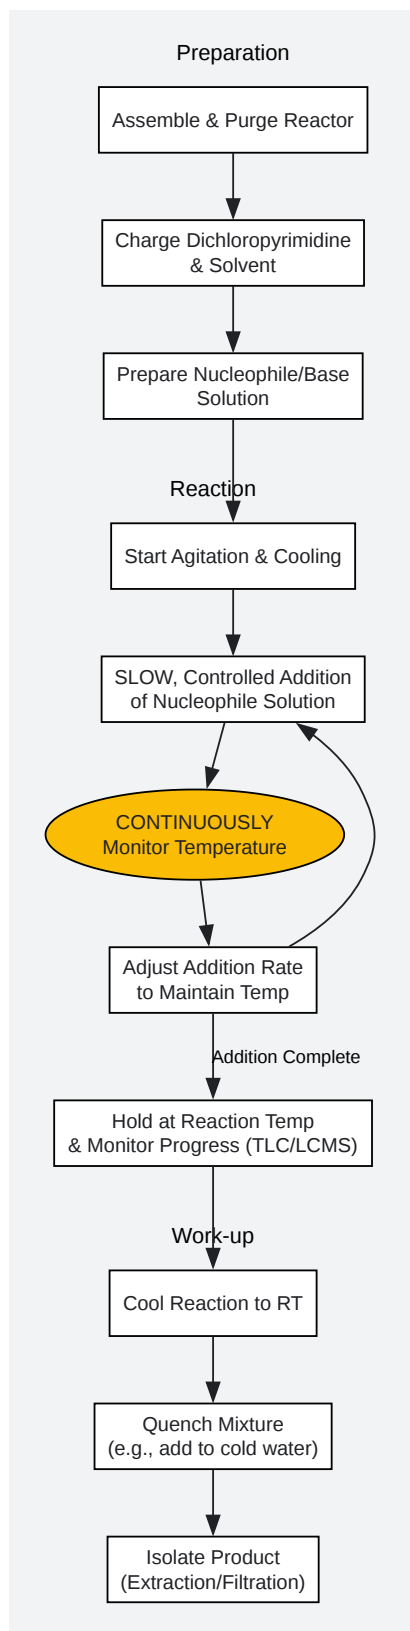 Preparation
Assemble & Purge Reactor
Charge Dichloropyrimidine
& Solvent
Prepare Nucleophile/Base
Solution
Reaction
Start Agitation & Cooling
SLOW, Controlled Addition
of Nucleophile Solution
CONTINUOUSLY
Monitor Temperature
Adjust Addition Rate
to Maintain Temp
Addition Complete
Hold at Reaction Temp
& Monitor Progress (TLC/LCMS)
Work-up
Cool Reaction to RT
Quench Mixture
(e.g., add to cold water)
Isolate Product
(Extraction/Filtration)